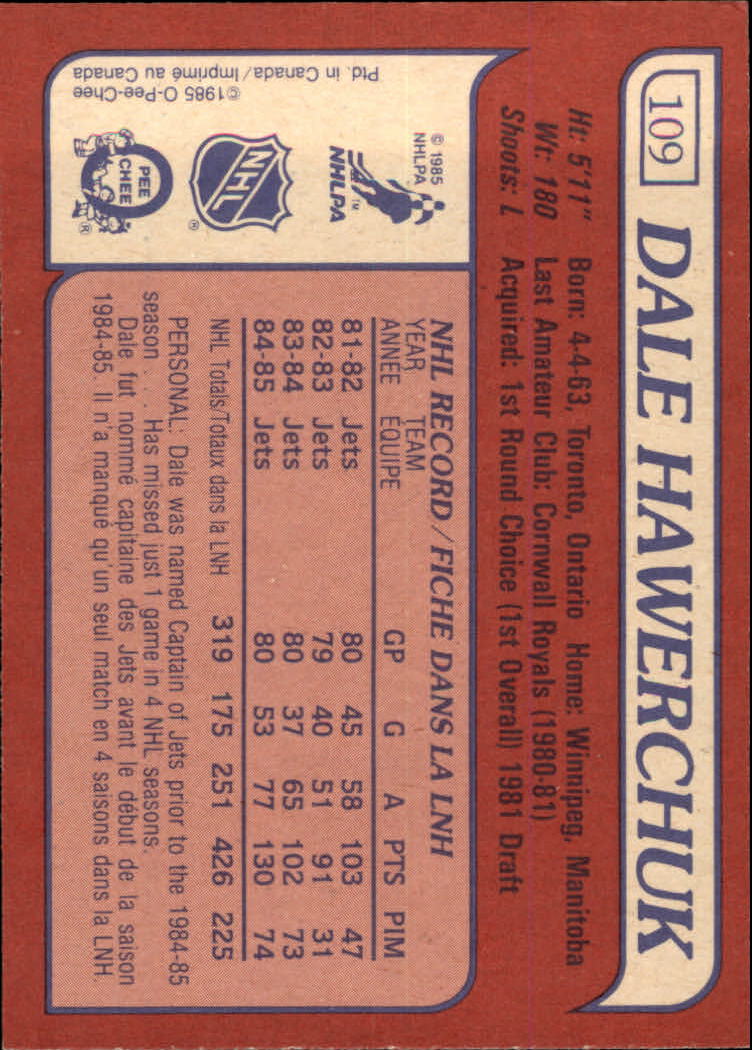 109
DALE HAWERCHUK
Ht: 5'11" Born: 4-4-63, Toronto, Ontario Home: Winnipeg, Manitoba
Wt: 180 Last Amateur Club: Cornwall Royals (1980-81)
Shoots: L Acquired: 1st Round Choice (1st Overall) 1981 Draft
© 1985
NHLPA
NHLPA™
NHL
®
O
PEE
CHEE
®
©1985 O-Pee-Chee
Ptd. in Canada/Imprimé au Canada
NHL RECORD/FICHE DANS LA LNH
YEAR TEAM
ANNÉE ÉQUIPE GP G A PTS PIM
81-82 Jets 80 45 58 103 47
82-83 Jets 79 40 51 91 31
83-84 Jets 80 37 65 102 73
84-85 Jets 80 53 77 130 74
NHL Totals/Totaux dans la LNH 319 175 251 426 225
PERSONAL: Dale was named Captain of Jets prior to the 1984-85
season . . . Has missed just 1 game in 4 NHL seasons.
Dale fut nommé capitaine des Jets avant le début de la saison
1984-85. Il n'a manqué qu'un seul match en 4 saisons dans la LNH.